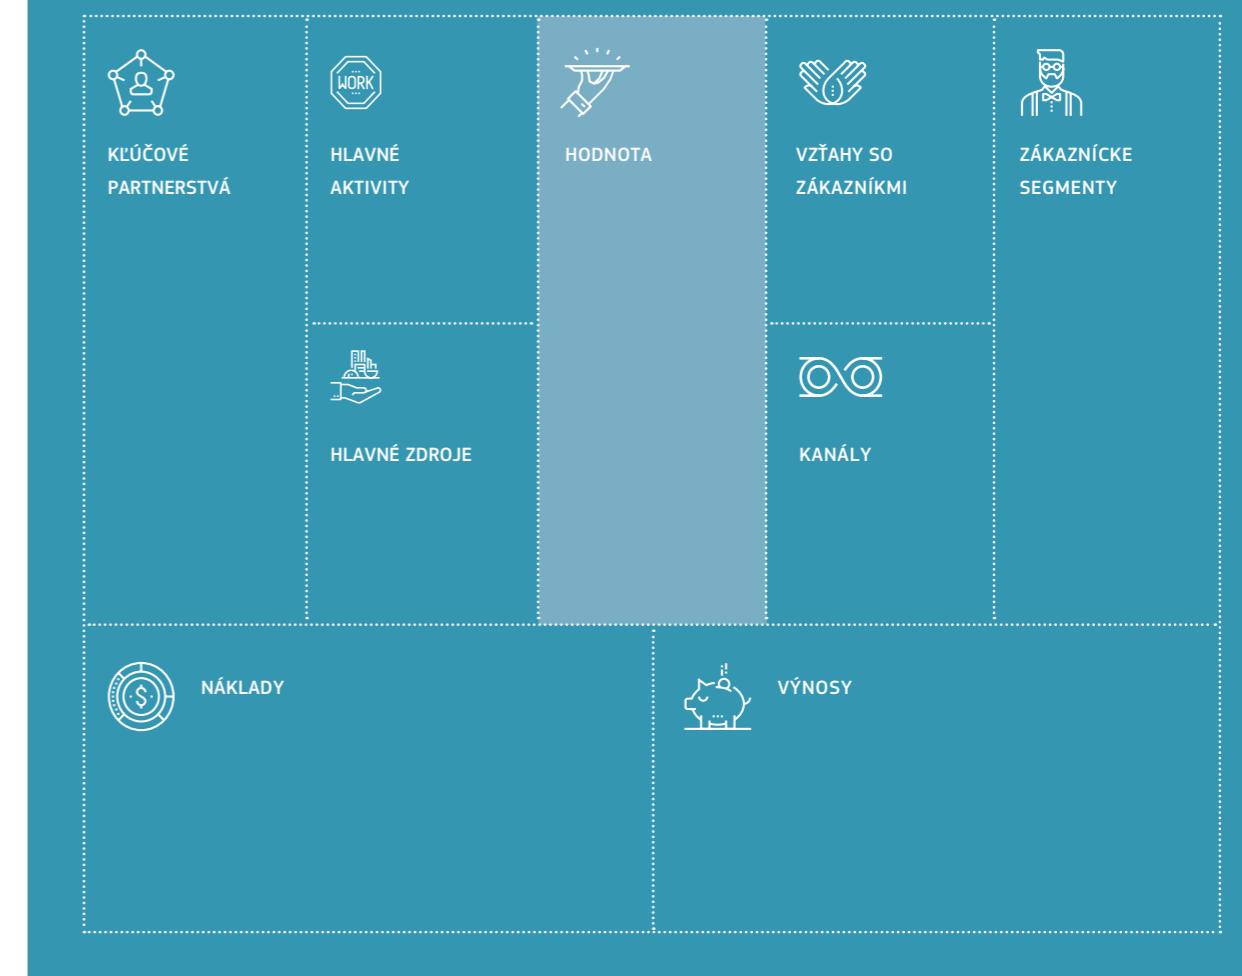 WORK
KĽÚČOVÉ
PARTNERSTVÁ
HLAVNÉ
AKTIVITY
HODNOTA
VZŤAHY SO
ZÁKAZNÍKMI
ZÁKAZNÍCKE
SEGMENTY
HLAVNÉ ZDROJE
KANÁLY
$
NÁKLADY
VÝNOSY